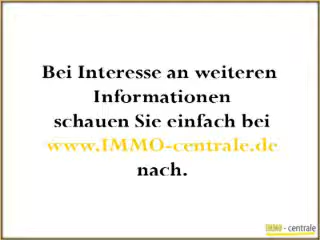 Bei Interesse an weiteren
Informationen
schauen Sie einfach bei
www.IMMO-centrale.de
nach.
IMMO - centrale